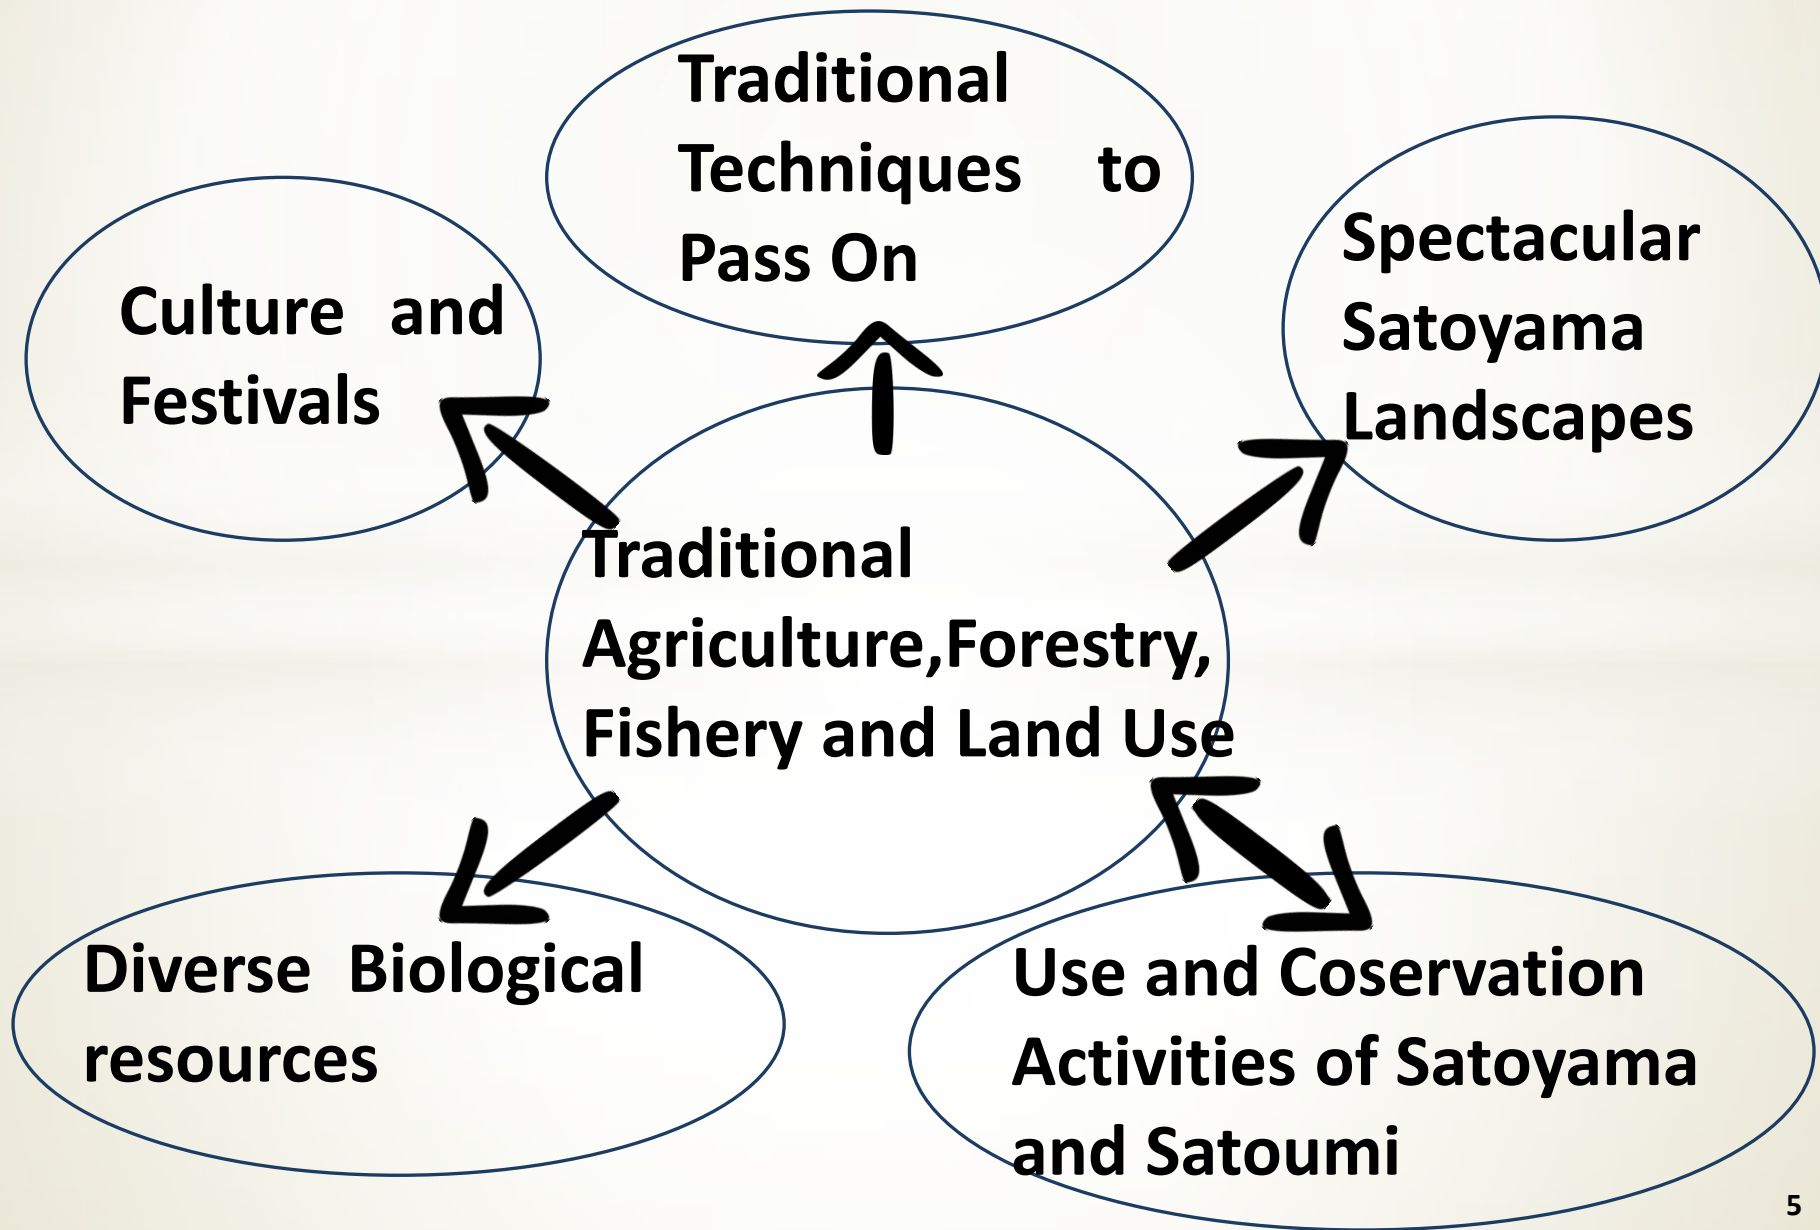 Traditional
Techniques to
Pass On
Culture and
Festivals
Spectacular
Satoyama
Landscapes
Traditional
Agriculture,Forestry,
Fishery and Land Use
Diverse Biological
resources
Use and Coservation
Activities of Satoyama
and Satoumi
5